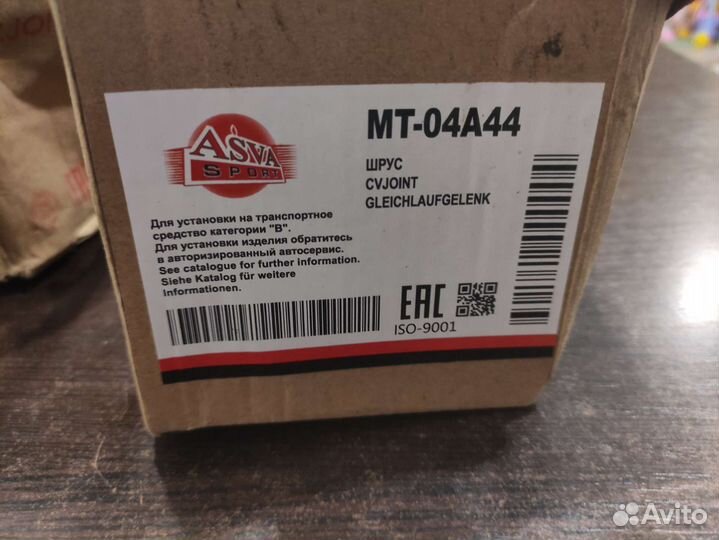 ASVA
SPORT
MT-04A44
ШРУС
CVJOINT
GLEICHLAUFGELENK
Для установки на транспортное
средство категории "В".
Для установки изделия обратитесь
в авторизированный автосервис.
See catalogue for further information.
Siehe Katalog für weitere
Informationen.
EAC
ISO-9001
Avito